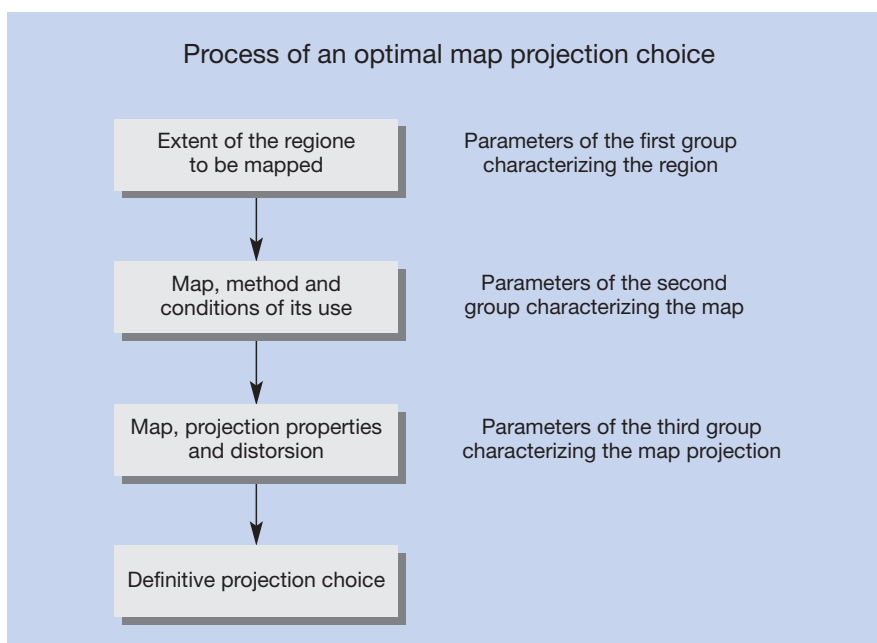 Process of an optimal map projection choice
Extent of the regione
to be mapped
Parameters of the first group
characterizing the region
Map, method and
conditions of its use
Parameters of the second
group characterizing the map
Map, projection properties
and distorsion
Parameters of the third group
characterizing the map projection
Definitive projection choice